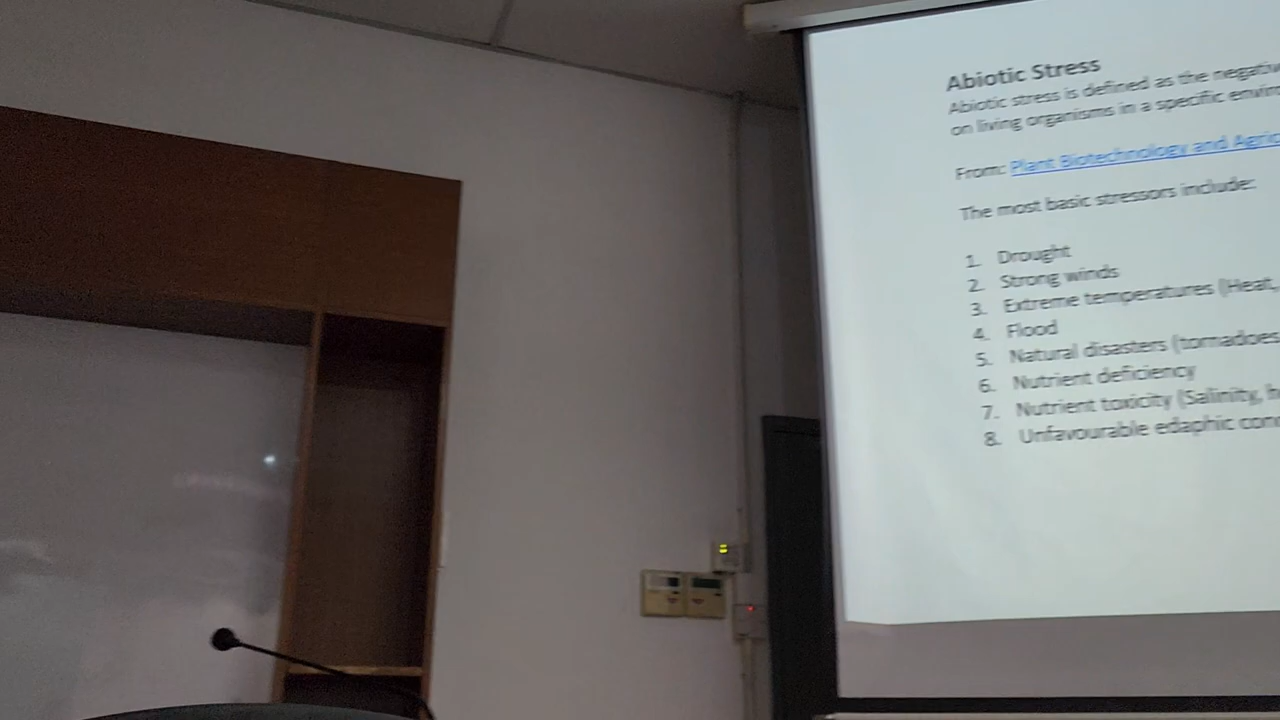 Abiotic Stress
Abiotic stress is defined as the negativ
on living organisms in a specific envir
From: Plant Biotechnology and Agric
The most basic stressors include:
1. Drought
2. Strong winds
3. Extreme temperatures (Heat,
4. Flood
5. Natural disasters (tornadoes
6. Nutrient deficiency
7. Nutrient toxicity (Salinity, h
8. Unfavourable edaphic con